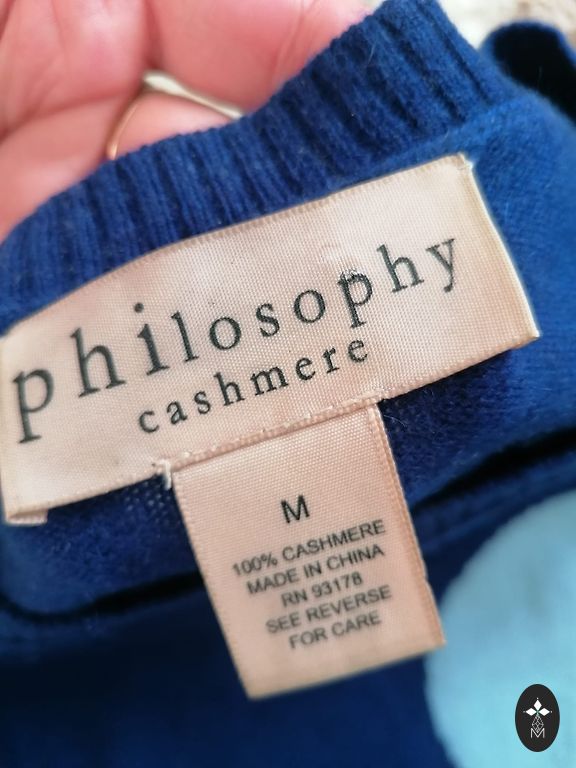 philosophy
cashmere
M
100% CASHMERE
MADE IN CHINA
RN 93178
SEE REVERSE
FOR CARE
M